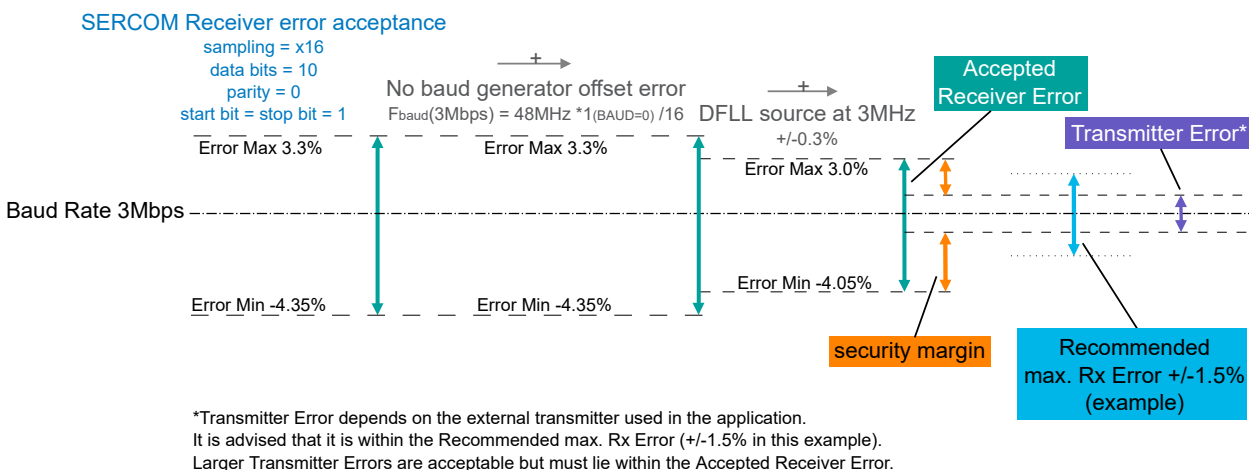 SERCOM Receiver error acceptance
sampling = x16
data bits = 10
parity = 0
start bit = stop bit = 1
+
No baud generator offset error
Fbaud(3Mbps) = 48MHz *1(BAUD=0) /16
+
DFLL source at 3MHz
+/-0.3%
Accepted
Receiver Error
Transmitter Error*
Error Max 3.3%
Error Max 3.3%
Error Max 3.0%
Baud Rate 3Mbps
Error Min -4.35%
Error Min -4.35%
Error Min -4.05%
security margin
Recommended
max. Rx Error +/-1.5%
(example)
*Transmitter Error depends on the external transmitter used in the application.
It is advised that it is within the Recommended max. Rx Error (+/-1.5% in this example).
Larger Transmitter Errors are acceptable but must lie within the Accepted Receiver Error.